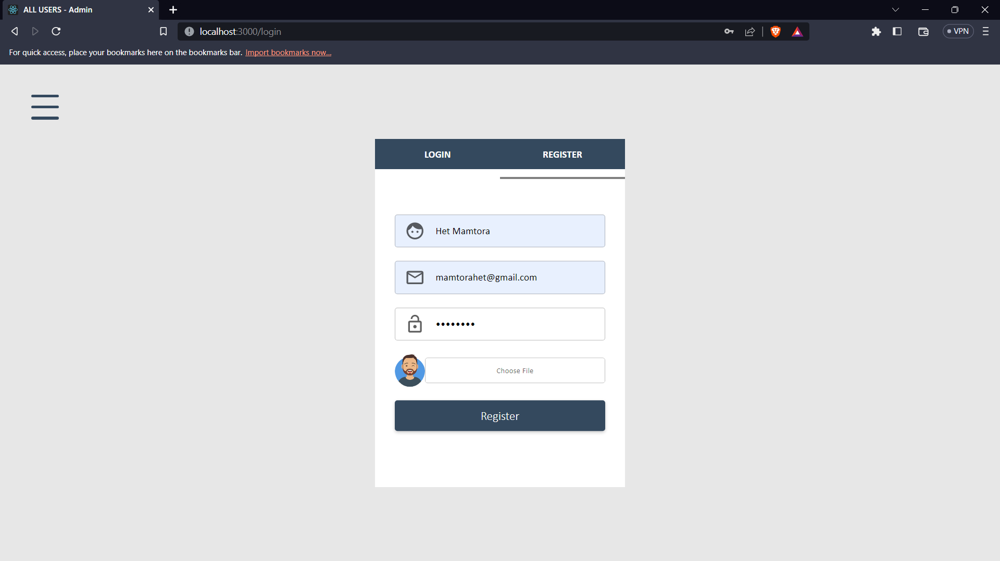 ALL USERS - Admin
localhost:3000/login
VPN
For quick access, place your bookmarks here on the bookmarks bar. Import bookmarks now...
LOGIN REGISTER
Het Mamtora
mamtorahet@gmail.com
••••••••
Choose File
Register